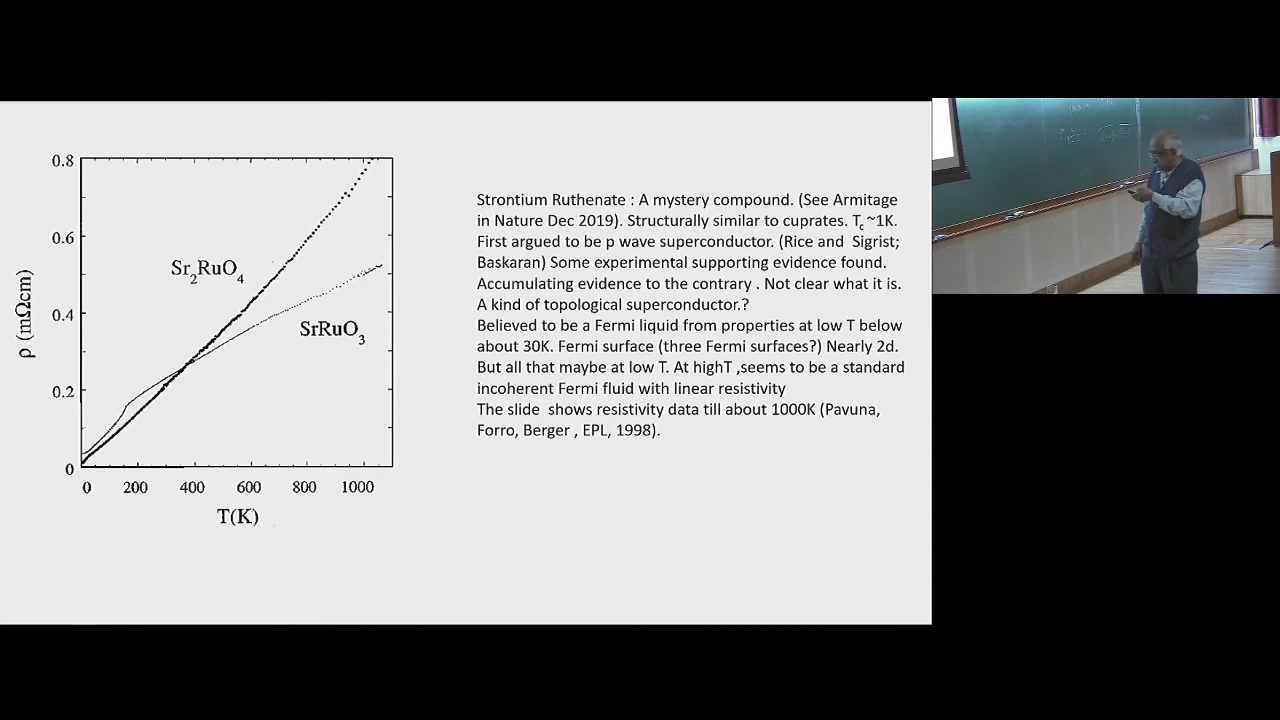 0.8
0.6
0.4
0.2
0
ρ (mΩcm)
Sr2RuO4
SrRuO3
0 200 400 600 800 1000
T(K)
Strontium Ruthenate : A mystery compound. (See Armitage
in Nature Dec 2019). Structurally similar to cuprates. Tc ~1K.
First argued to be p wave superconductor. (Rice and Sigrist;
Baskaran) Some experimental supporting evidence found.
Accumulating evidence to the contrary . Not clear what it is.
A kind of topological superconductor.?
Believed to be a Fermi liquid from properties at low T below
about 30K. Fermi surface (three Fermi surfaces?) Nearly 2d.
But all that maybe at low T. At highT ,seems to be a standard
incoherent Fermi fluid with linear resistivity
The slide shows resistivity data till about 1000K (Pavuna,
Forro, Berger , EPL, 1998).